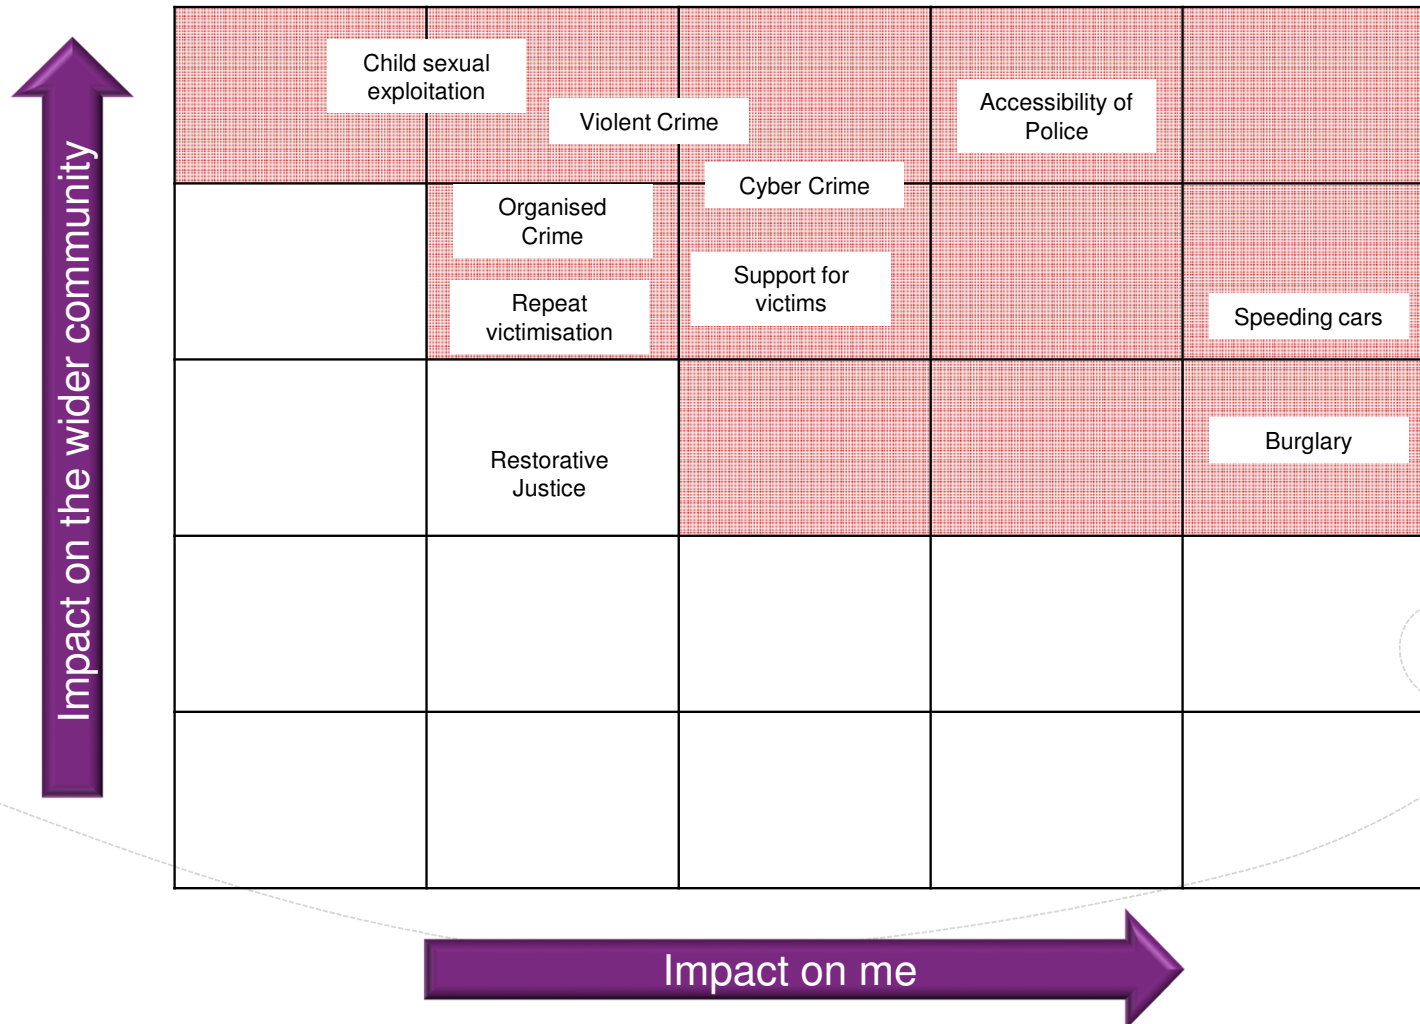 Impact on the wider community
Child sexual
exploitation
Violent Crime
Accessibility of
Police
Cyber Crime
Organised
Crime
Support for
victims
Repeat
victimisation
Speeding cars
Burglary
Restorative
Justice
Impact on me